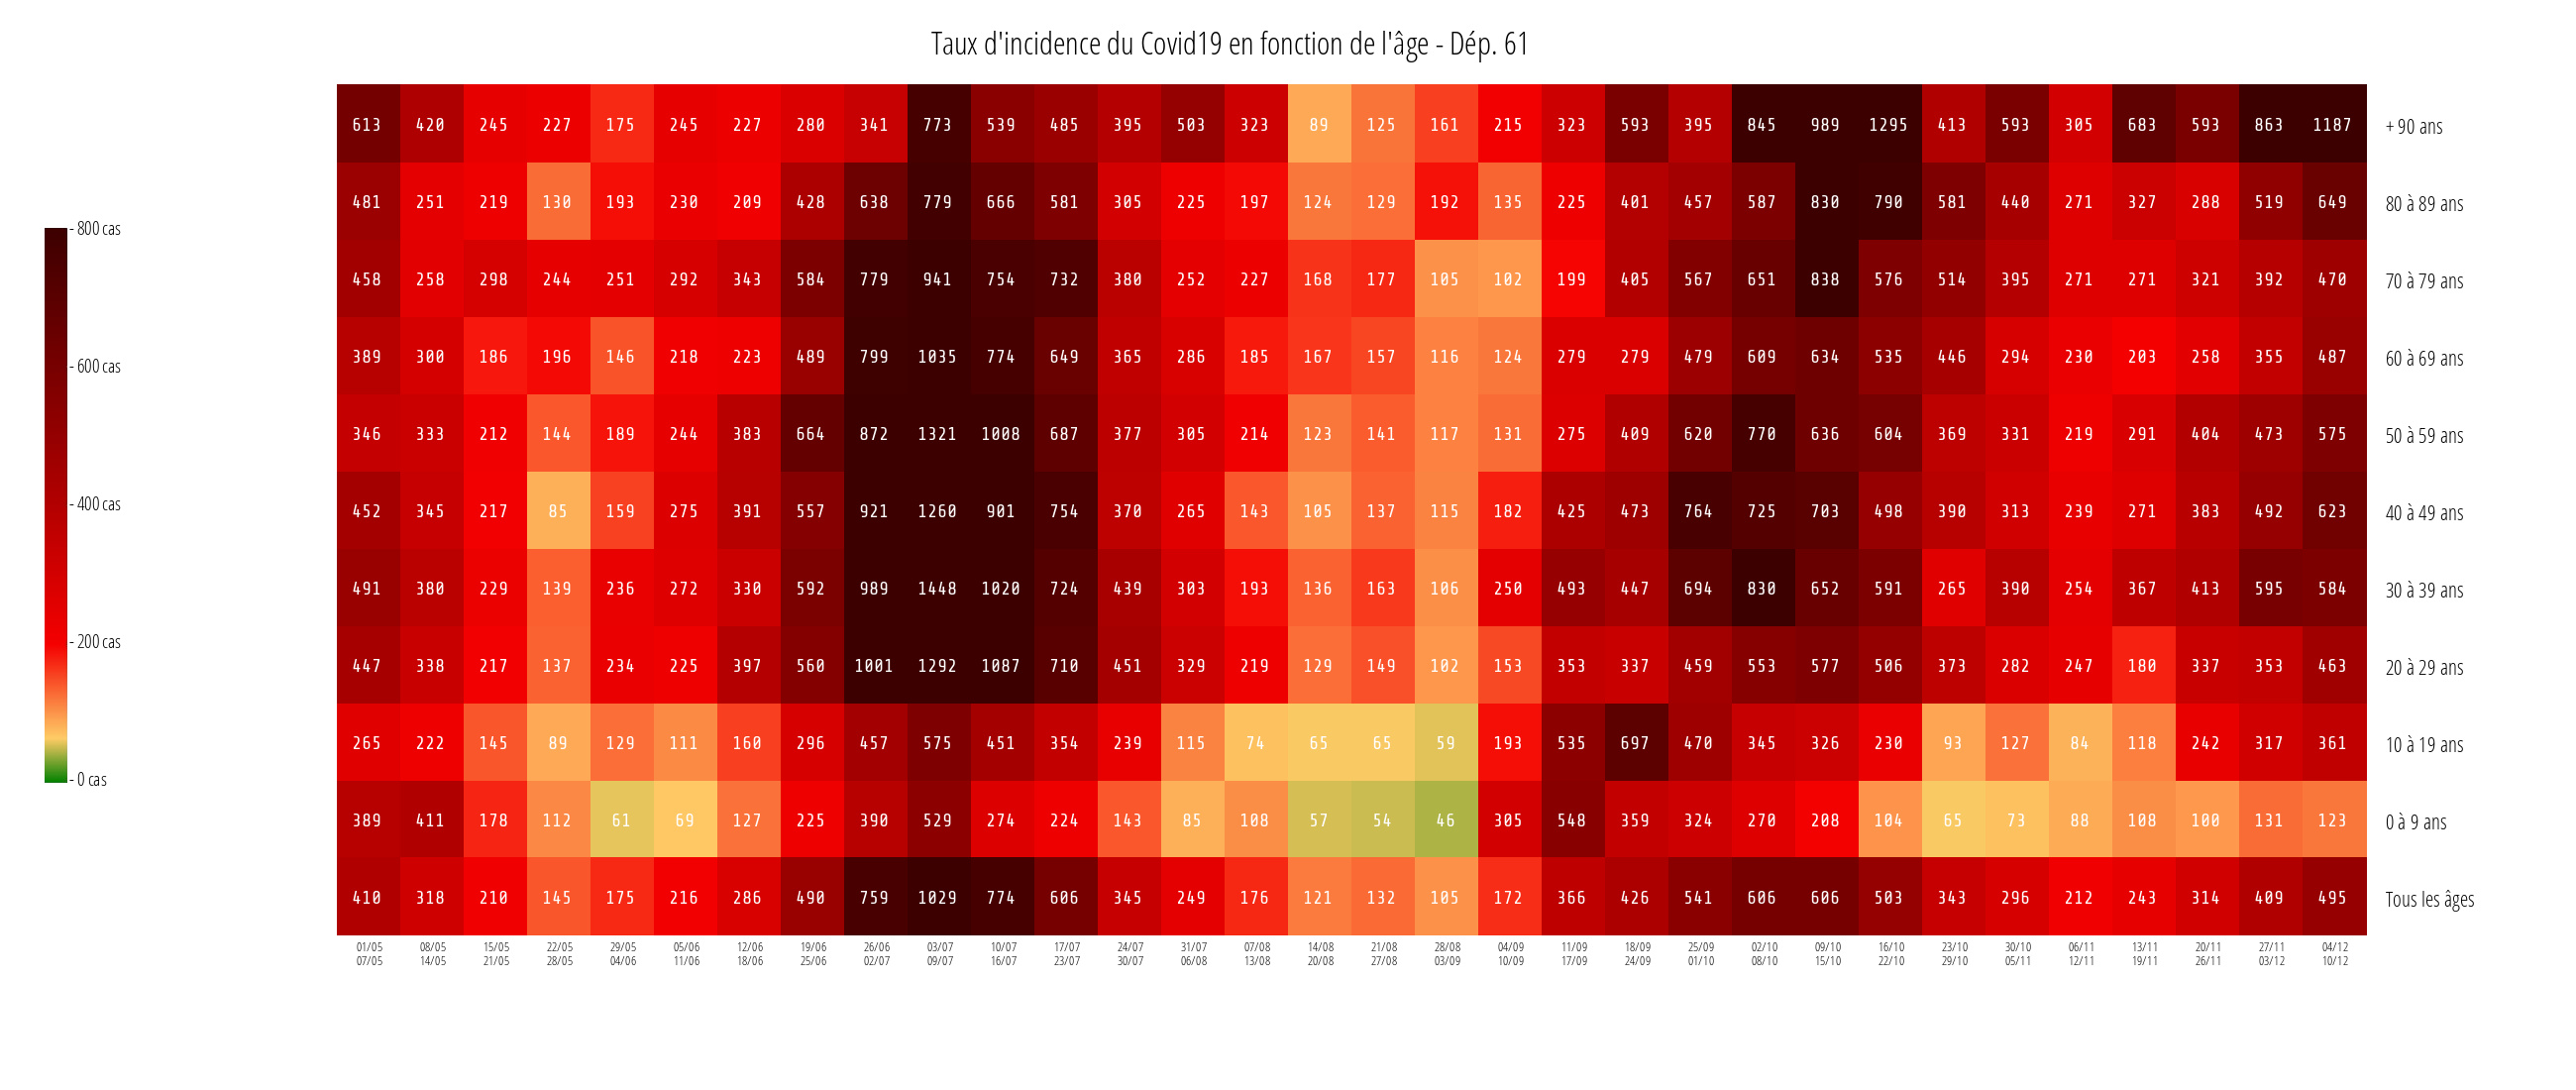 Taux d'incidence du Covid19 en fonction de l'âge - Dép. 61
613 420 245 227 175 245 227 280 341 773 539 485 395 503 323 89 125 161 215 323 593 395 845 989 1295 413 593 305 683 593 863 1187 + 90 ans
481 251 219 130 193 230 209 428 638 779 666 581 305 225 197 124 129 192 135 225 401 457 587 830 790 581 440 271 327 288 519 649 80 à 89 ans
- 800 cas
458 258 298 244 251 292 343 584 779 941 754 732 380 252 227 168 177 105 102 199 405 567 651 838 576 514 395 271 271 321 392 470 70 à 79 ans
389 300 186 196 146 218 223 489 799 1035 774 649 365 286 185 167 157 116 124 279 279 479 609 634 535 446 294 230 203 258 355 487 60 à 69 ans
- 600 cas
346 333 212 144 189 244 383 664 872 1321 1008 687 377 305 214 123 141 117 131 275 409 620 770 636 604 369 331 219 291 404 473 575 50 à 59 ans
- 400 cas
452 345 217 85 159 275 391 557 921 1260 901 754 370 265 143 105 137 115 182 425 473 764 725 703 498 390 313 239 271 383 492 623 40 à 49 ans
491 380 229 139 236 272 330 592 989 1448 1020 724 439 303 193 136 163 106 250 493 447 694 830 652 591 265 390 254 367 413 595 584 30 à 39 ans
- 200 cas
447 338 217 137 234 225 397 560 1001 1292 1087 710 451 329 219 129 149 102 153 353 337 459 553 577 506 373 282 247 180 337 353 463 20 à 29 ans
265 222 145 89 129 111 160 296 457 575 451 354 239 115 74 65 65 59 193 535 697 470 345 326 230 93 127 84 118 242 317 361 10 à 19 ans
- 0 cas
389 411 178 112 61 69 127 225 390 529 274 224 143 85 108 57 54 46 305 548 359 324 270 208 104 65 73 88 108 100 131 123 0 à 9 ans
410 318 210 145 175 216 286 490 759 1029 774 606 345 249 176 121 132 105 172 366 426 541 606 606 503 343 296 212 243 314 409 495 Tous les âges
01/05 08/05 15/05 22/05 29/05 05/06 12/06 19/06 26/06 03/07 10/07 17/07 24/07 31/07 07/08 14/08 21/08 28/08 04/09 11/09 18/09 25/09 02/10 09/10 16/10 23/10 30/10 06/11 13/11 20/11 27/11 04/12
07/05 14/05 21/05 28/05 04/06 11/06 18/06 25/06 02/07 09/07 16/07 23/07 30/07 06/08 13/08 20/08 27/08 03/09 10/09 17/09 24/09 01/10 08/10 15/10 22/10 29/10 05/11 12/11 19/11 26/11 03/12 10/12